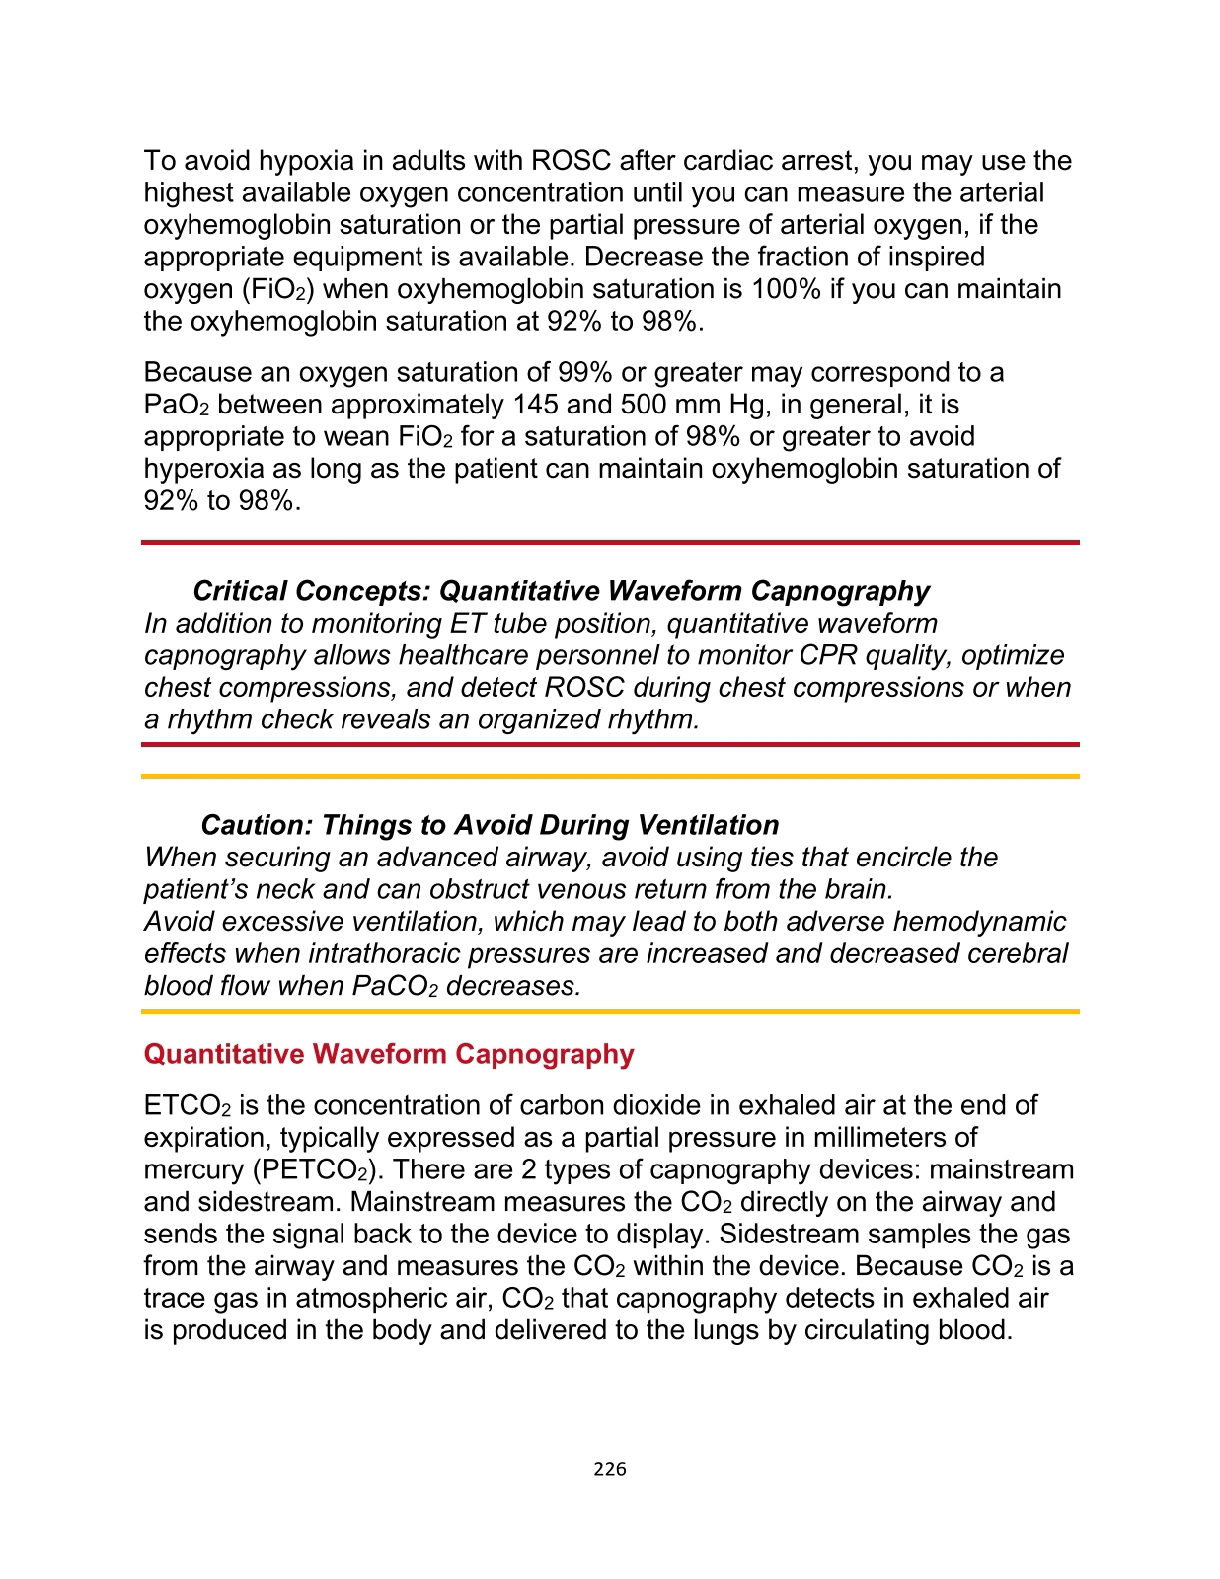 To avoid hypoxia in adults with ROSC after cardiac arrest, you may use the
highest available oxygen concentration until you can measure the arterial
oxyhemoglobin saturation or the partial pressure of arterial oxygen, if the
appropriate equipment is available. Decrease the fraction of inspired
oxygen (FiO2) when oxyhemoglobin saturation is 100% if you can maintain
the oxyhemoglobin saturation at 92% to 98%.
Because an oxygen saturation of 99% or greater may correspond to a
PaO2 between approximately 145 and 500 mm Hg, in general, it is
appropriate to wean FiO2 for a saturation of 98% or greater to avoid
hyperoxia as long as the patient can maintain oxyhemoglobin saturation of
92% to 98%.
Critical Concepts: Quantitative Waveform Capnography
In addition to monitoring ET tube position, quantitative waveform
capnography allows healthcare personnel to monitor CPR quality, optimize
chest compressions, and detect ROSC during chest compressions or when
a rhythm check reveals an organized rhythm.
Caution: Things to Avoid During Ventilation
When securing an advanced airway, avoid using ties that encircle the
patient’s neck and can obstruct venous return from the brain.
Avoid excessive ventilation, which may lead to both adverse hemodynamic
effects when intrathoracic pressures are increased and decreased cerebral
blood flow when PaCO2 decreases.
Quantitative Waveform Capnography
ETCO2 is the concentration of carbon dioxide in exhaled air at the end of
expiration, typically expressed as a partial pressure in millimeters of
mercury (PETCO2). There are 2 types of capnography devices: mainstream
and sidestream. Mainstream measures the CO2 directly on the airway and
sends the signal back to the device to display. Sidestream samples the gas
from the airway and measures the CO2 within the device. Because CO2 is a
trace gas in atmospheric air, CO2 that capnography detects in exhaled air
is produced in the body and delivered to the lungs by circulating blood.
226